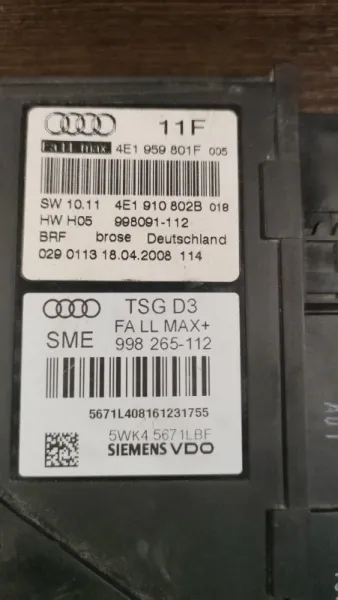 11F
Fa LL max 4E1 959 801F 005
SW 10.11 4E1 910 802B 018
HW H05 998091-112
BRF brose Deutschland
029 0113 18.04.2008 114
TSG D3
FA LL MAX+
SME 998 265-112
5671L408161231755
5WK4 5671LBF
SIEMENS VDO